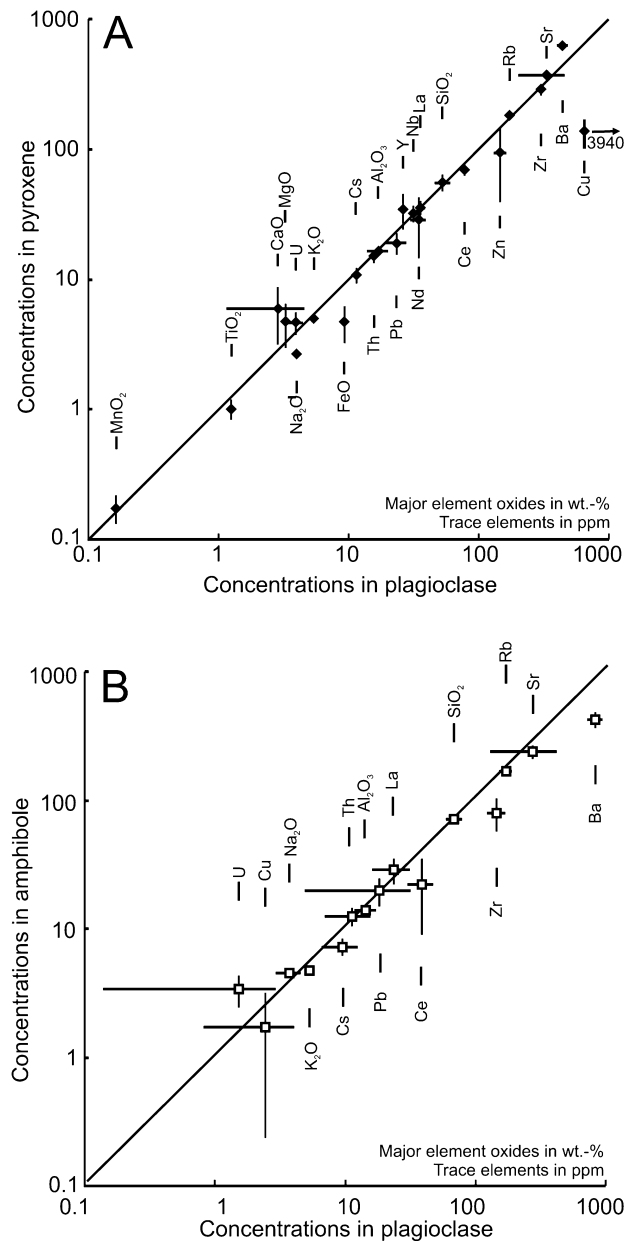 A
1000
100
10
1
0.1
0.1
1
10
100
1000
Concentrations in pyroxene
Concentrations in plagioclase
MnO₂
TiO₂
CaO
MgO
U
K₂O
Na₂O
FeO
Cs
Al₂O₃
Th
Pb
Y
Nb
La
Nd
SiO₂
Ce
Zn
Rb
Sr
Zr
Ba
Cu
3940
Major element oxides in wt.-%
Trace elements in ppm
B
1000
100
10
1
0.1
0.1
1
10
100
1000
Concentrations in amphibole
Concentrations in plagioclase
U
Cu
Na₂O
K₂O
Th
Al₂O₃
La
Cs
Pb
Ce
SiO₂
Rb
Sr
Zr
Ba
Major element oxides in wt.-%
Trace elements in ppm